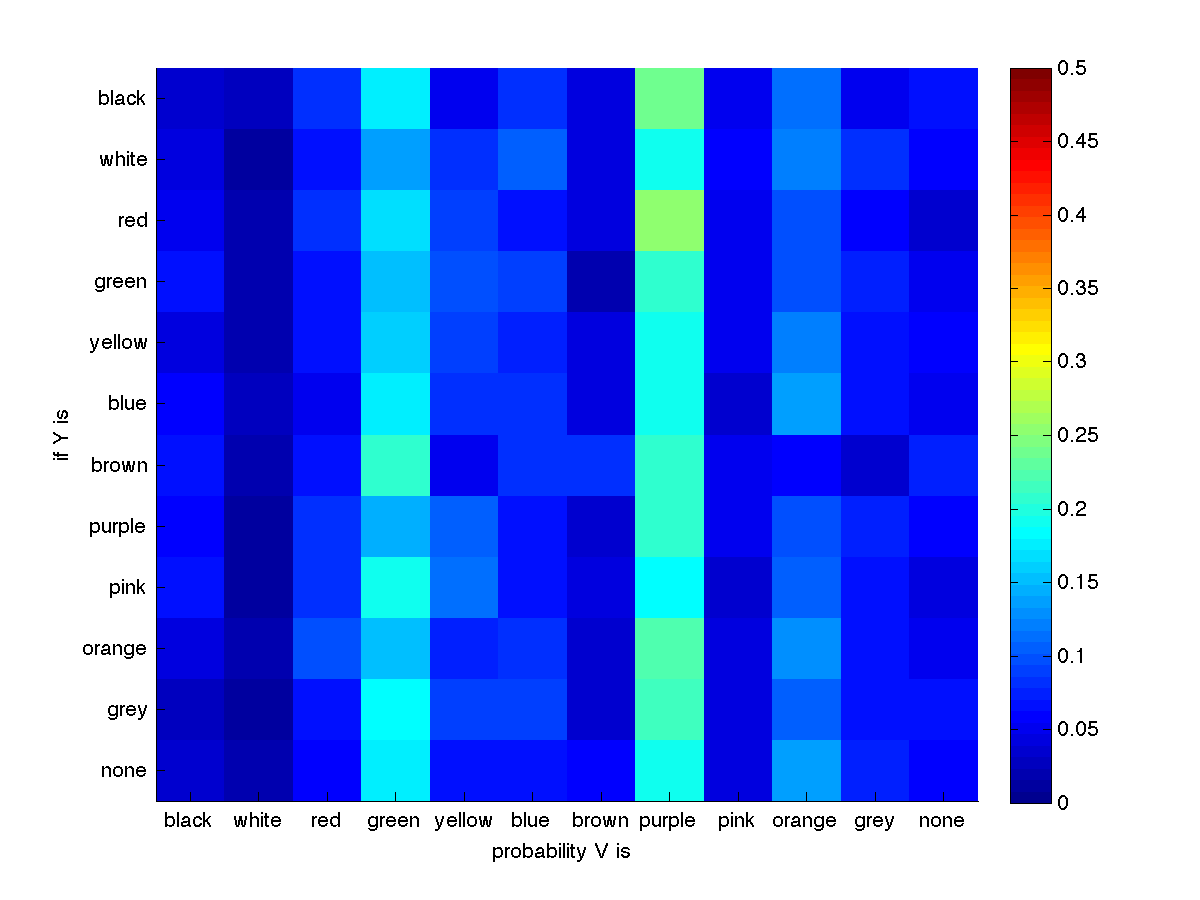 if Y is
black
white
red
green
yellow
blue
brown
purple
pink
orange
grey
none
black white red green yellow blue brown purple pink orange grey none
probability V is
0.5
0.45
0.4
0.35
0.3
0.25
0.2
0.15
0.1
0.05
0